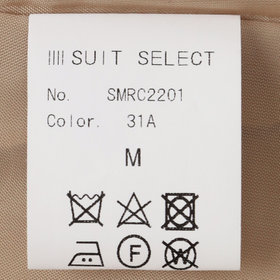 SUIT SELECT
No. SMRC2201
Color. 31A
M
F W